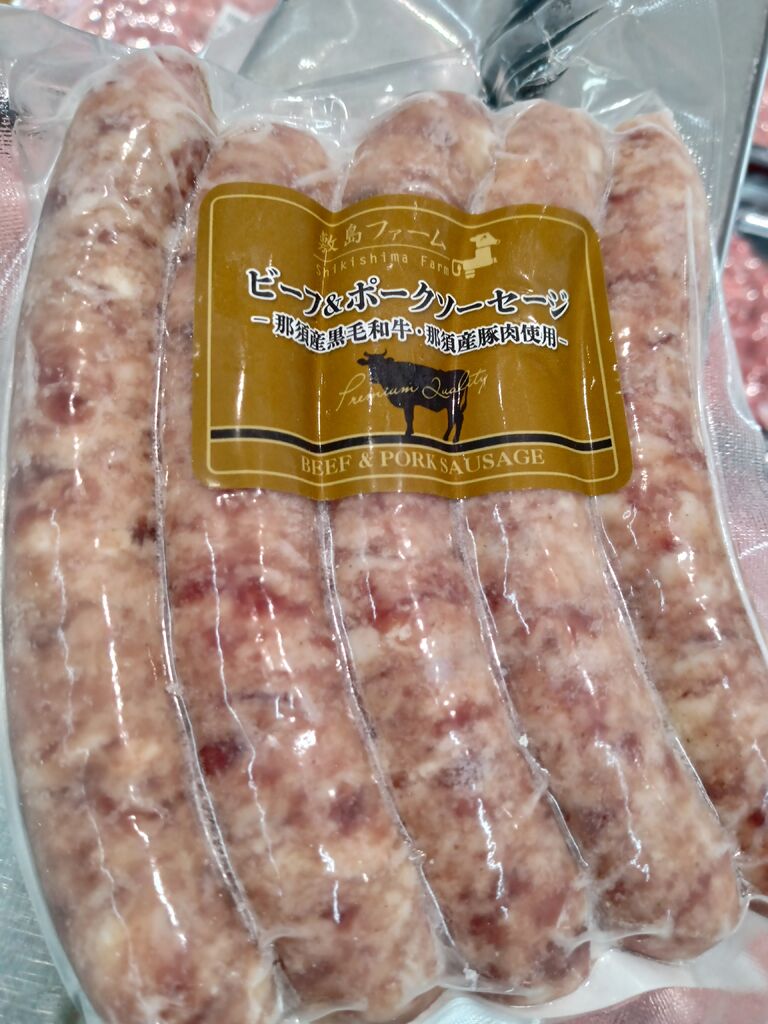 敷島ファーム
Shikishima Farm
ビーフ&ポークソーセージ
-那須産黒毛和牛・那須産豚肉使用-
Premium Quality
BEEF & PORK SAUSAGE